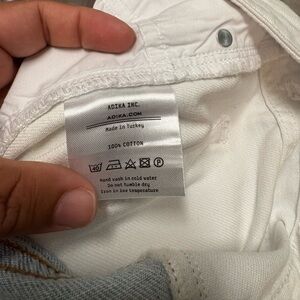 ADIKA INC.
ADIKA.COM
Made in Turkey
100% COTTON
40
P
Hand wash in cold water
Do not tumble dry
Iron in low temperature